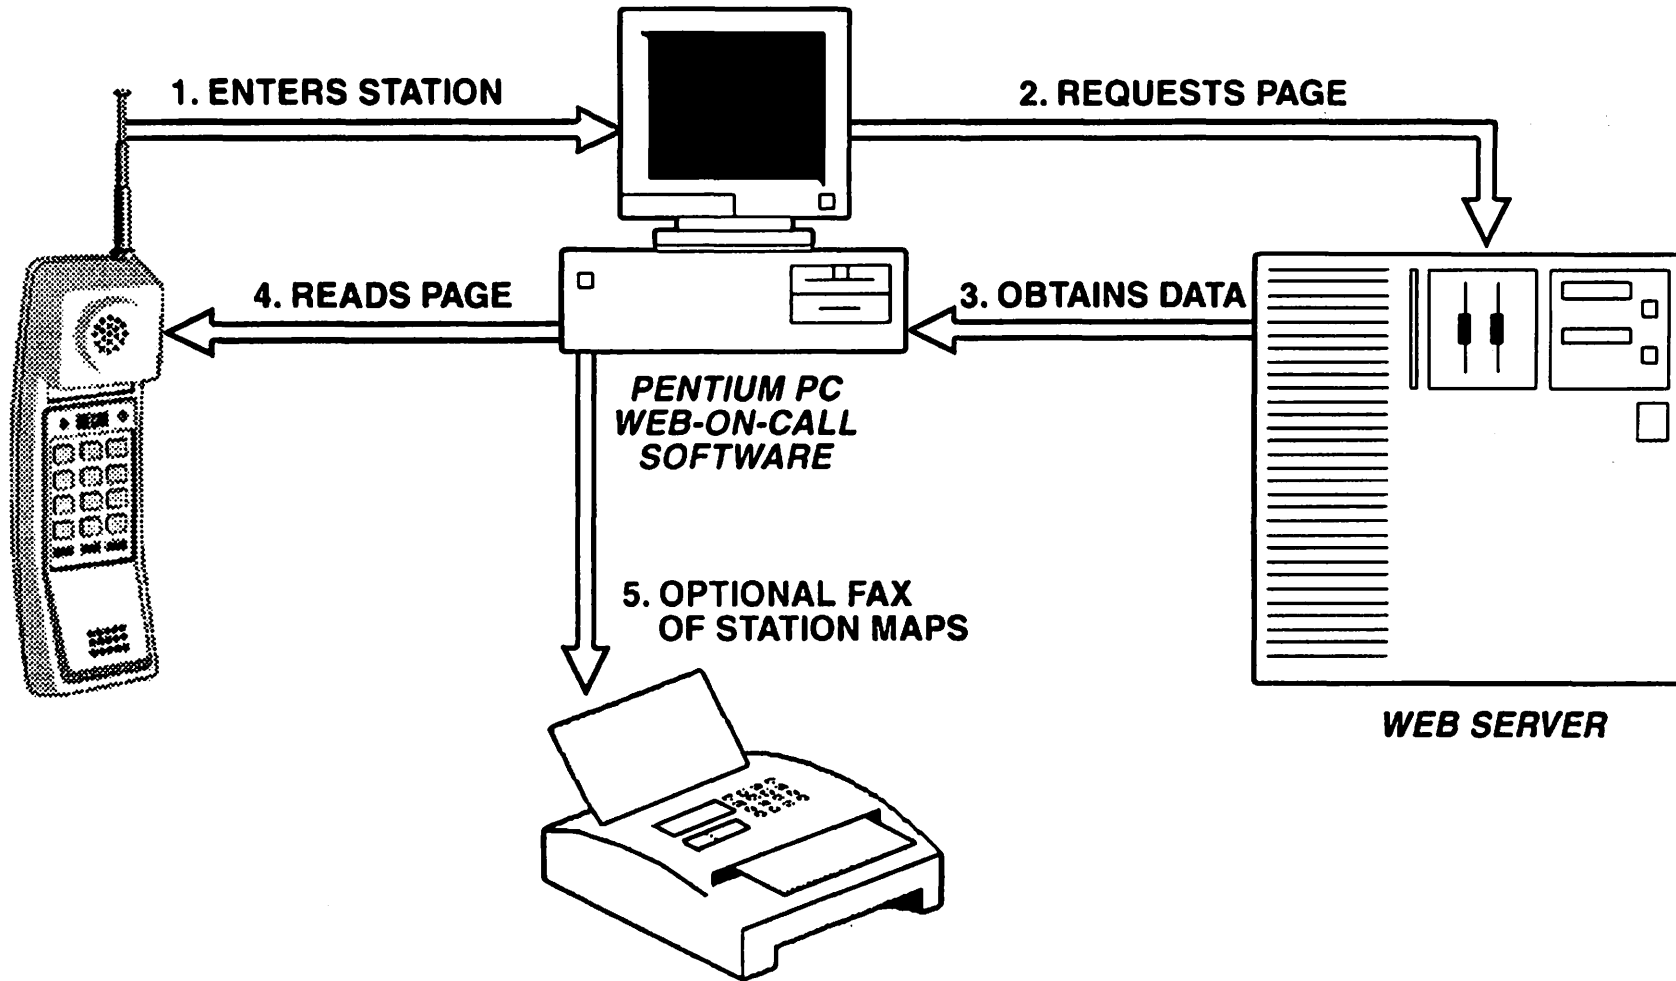 1. ENTERS STATION
2. REQUESTS PAGE
4. READS PAGE
3. OBTAINS DATA
PENTIUM PC
WEB-ON-CALL
SOFTWARE
5. OPTIONAL FAX
OF STATION MAPS
WEB SERVER